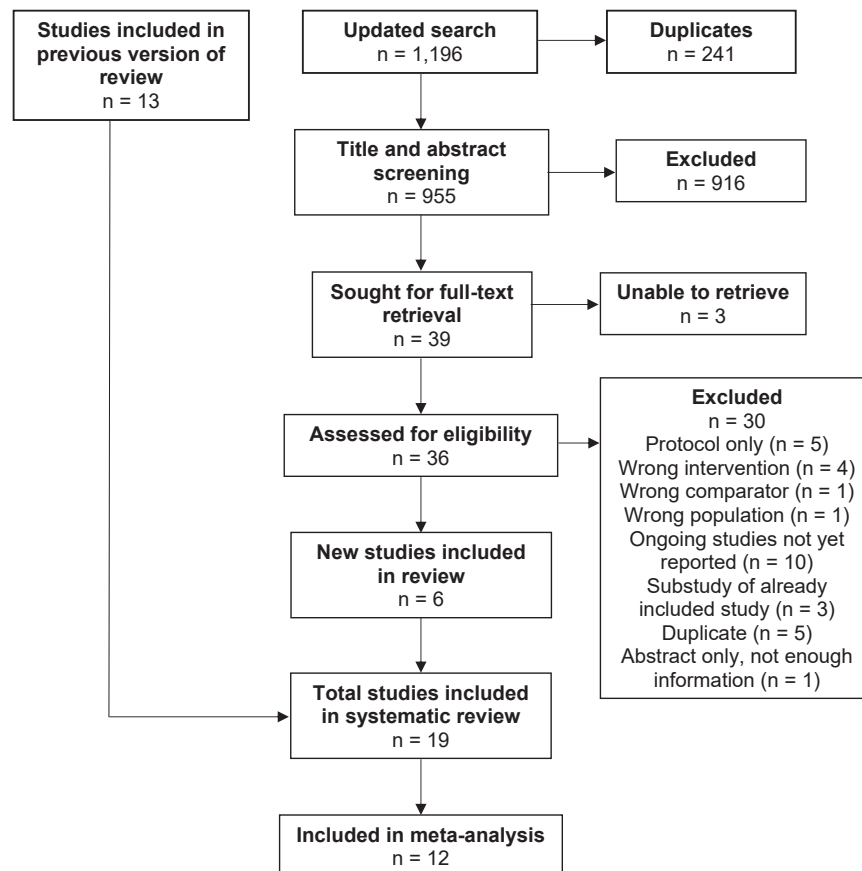 Studies included in
previous version of
review
n = 13
Updated search
n = 1,196
Duplicates
n = 241
Title and abstract
screening
n = 955
Excluded
n = 916
Sought for full-text
retrieval
n = 39
Unable to retrieve
n = 3
Assessed for eligibility
n = 36
Excluded
n = 30
Protocol only (n = 5)
Wrong intervention (n = 4)
Wrong comparator (n = 1)
Wrong population (n = 1)
Ongoing studies not yet
reported (n = 10)
Substudy of already
included study (n = 3)
Duplicate (n = 5)
Abstract only, not enough
information (n = 1)
New studies included
in review
n = 6
Total studies included
in systematic review
n = 19
Included in meta-analysis
n = 12